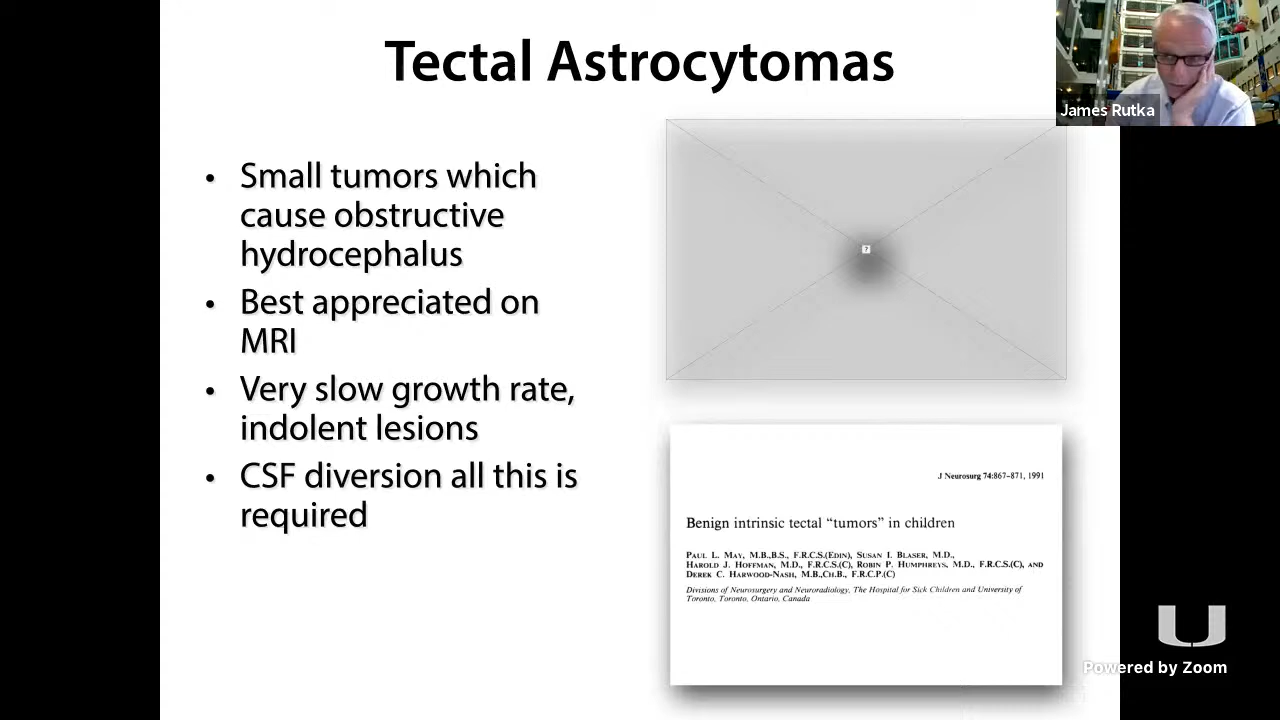 Tectal Astrocytomas
James Rutka
• Small tumors which
cause obstructive
hydrocephalus
• Best appreciated on
MRI
• Very slow growth rate,
indolent lesions
• CSF diversion all this is
required
?
J Neurosurg 74:867–871, 1991
Benign intrinsic tectal “tumors” in children
PAUL L. MAY, M.B.,B.S., F.R.C.S.(EDIN), SUSAN I. BLASER, M.D.,
HAROLD J. HOFFMAN, M.D., F.R.C.S.(C), ROBIN P. HUMPHREYS, M.D., F.R.C.S.(C), AND
DEREK C. HARWOOD-NASH, M.B.,CH.B., F.R.C.P.(C)
Divisions of Neurosurgery and Neuroradiology, The Hospital for Sick Children and University of
Toronto, Toronto, Ontario, Canada
Powered by Zoom